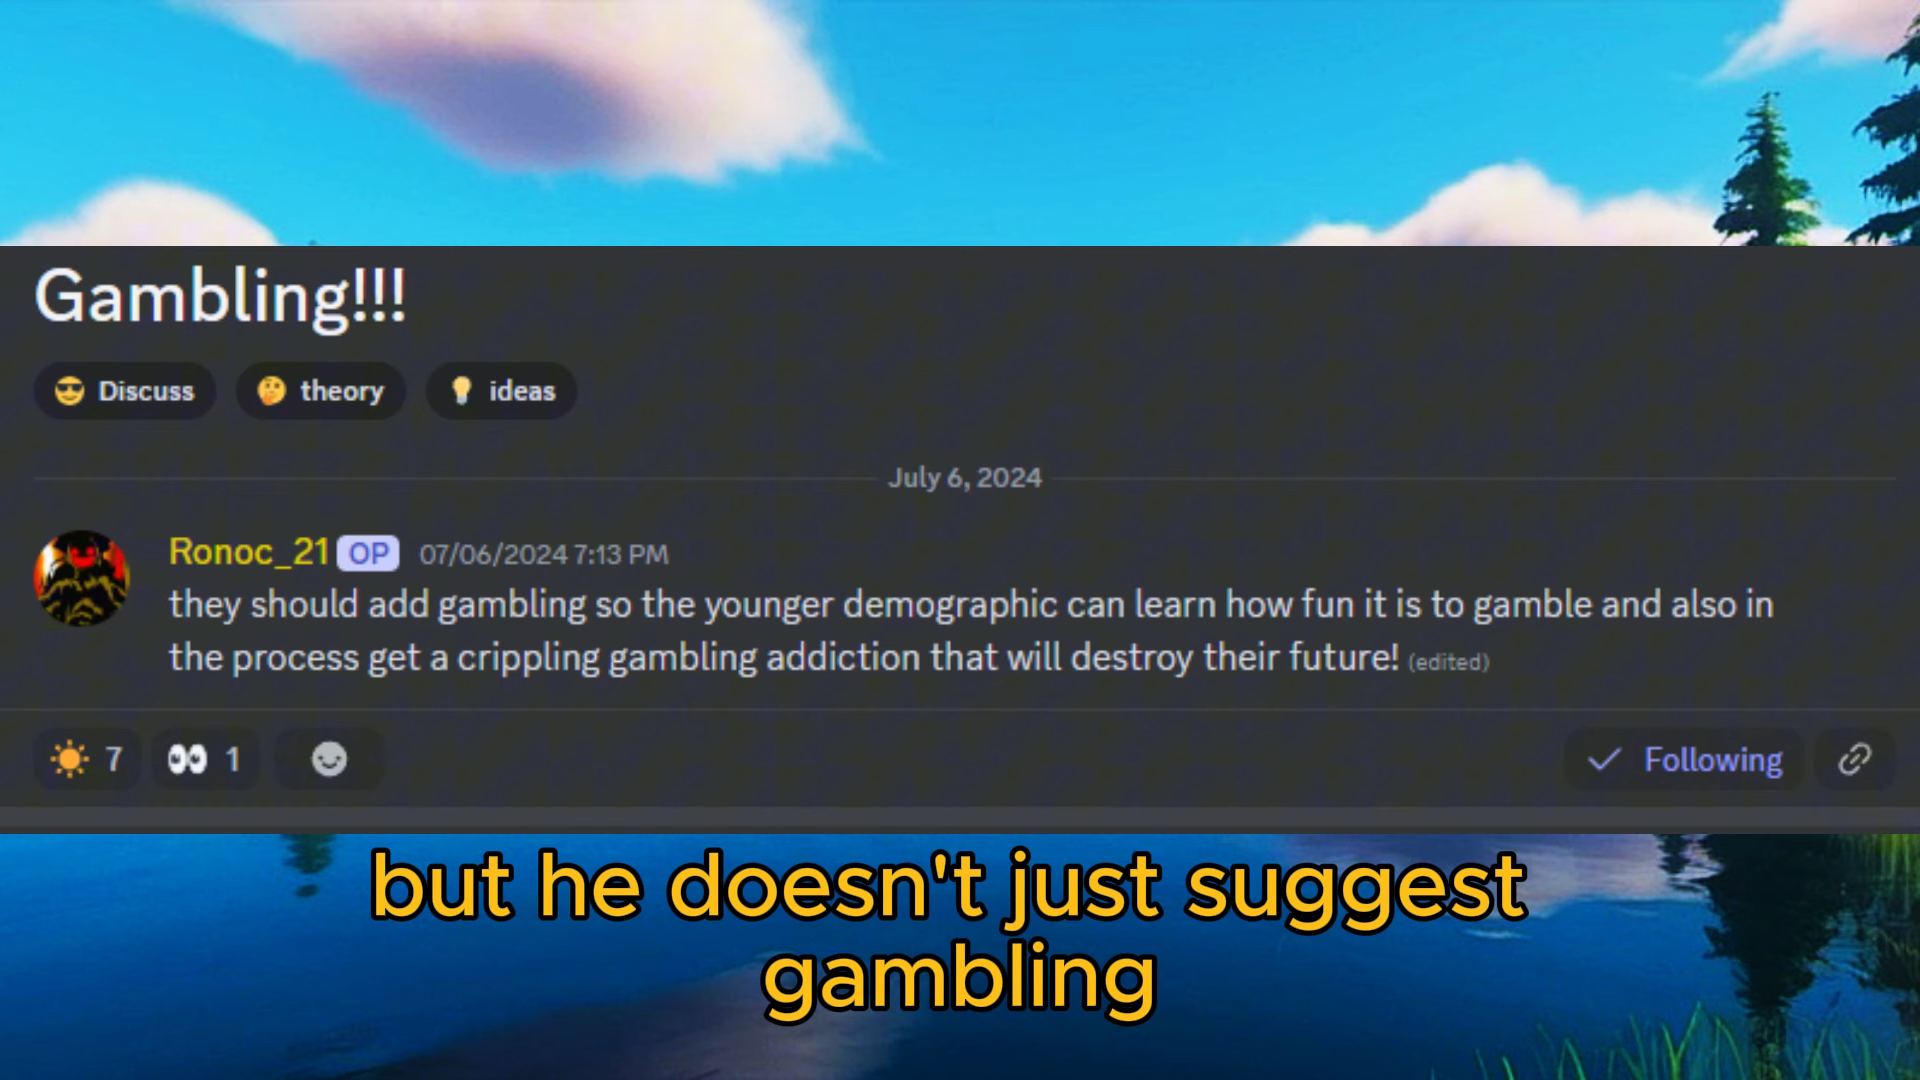 Gambling!!!
Discuss theory ideas
July 6, 2024
Ronoc_21 OP 07/06/2024 7:13 PM
they should add gambling so the younger demographic can learn how fun it is to gamble and also in
the process get a crippling gambling addiction that will destroy their future! (edited)
7 1 Following
but he doesn't just suggest
gambling